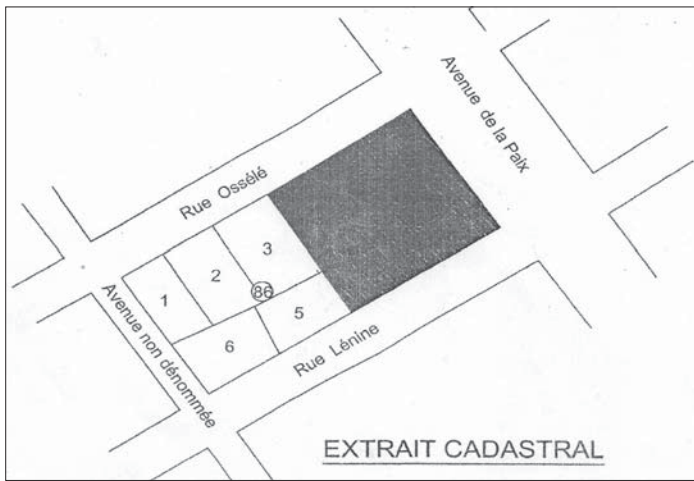 Avenue de la Paix
Rue Ossélé
3
2
86
1
5
6
Rue Lénine
Avenue non dénommée
EXTRAIT CADASTRAL